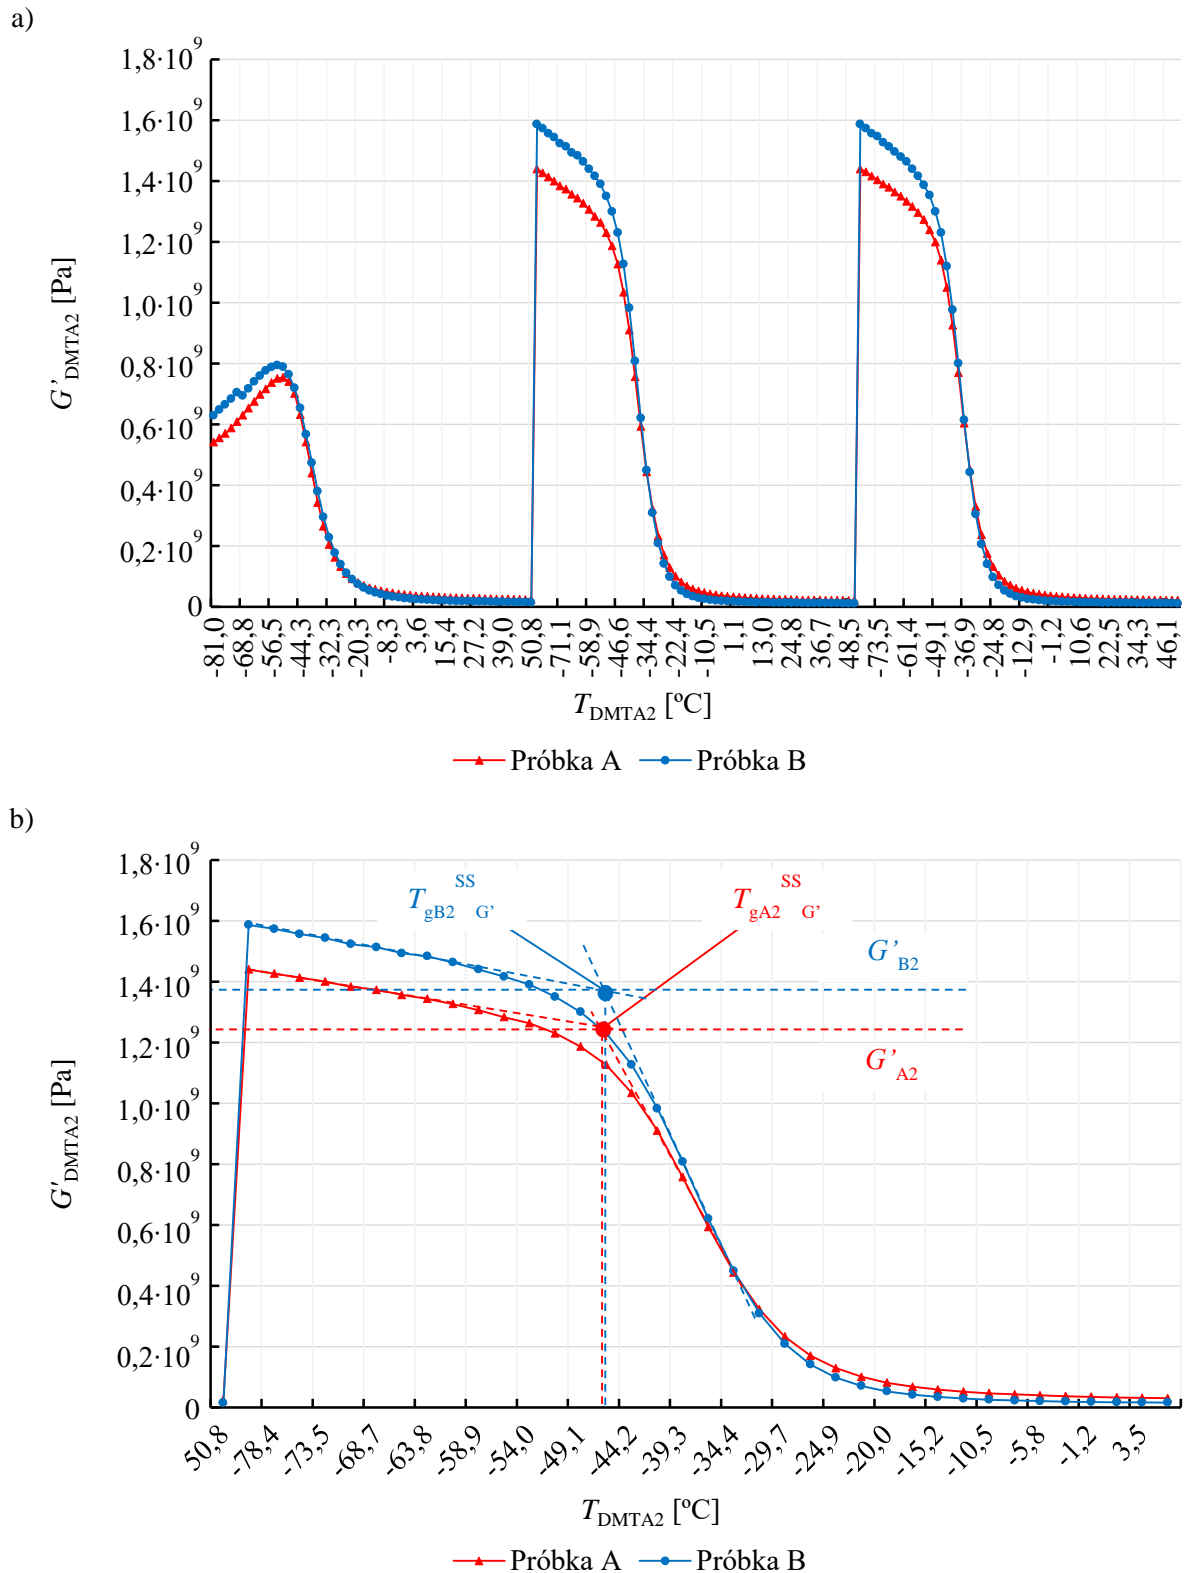 a)
1,8·10⁹
1,6·10⁹
1,4·10⁹
1,2·10⁹
1,0·10⁹
0,8·10⁹
0,6·10⁹
0,4·10⁹
0,2·10⁹
0
G’DMTA2 [Pa]
-81,0 -68,8 -56,5 -44,3 -32,3 -20,3 -8,3 3,6 15,4 27,2 39,0 50,8 -71,1 -58,9 -46,6 -34,4 -22,4 -10,5 1,1 13,0 24,8 36,7 48,5 -73,5 -61,4 -49,1 -36,9 -24,8 -12,9 -1,2 10,6 22,5 34,3 46,1
TDMTA2 [ºC]
Próbka A Próbka B
b)
1,8·10⁹
1,6·10⁹
1,4·10⁹
1,2·10⁹
1,0·10⁹
0,8·10⁹
0,6·10⁹
0,4·10⁹
0,2·10⁹
0
G'DMTA2 [Pa]
TgB2 SS G’
TgA2 SS G’
G’B2
G’A2
50,8 -78,4 -73,5 -68,7 -63,8 -58,9 -54,0 -49,1 -44,2 -39,3 -34,4 -29,7 -24,9 -20,0 -15,2 -10,5 -5,8 -1,2 3,5
TDMTA2 [ºC]
Próbka A Próbka B